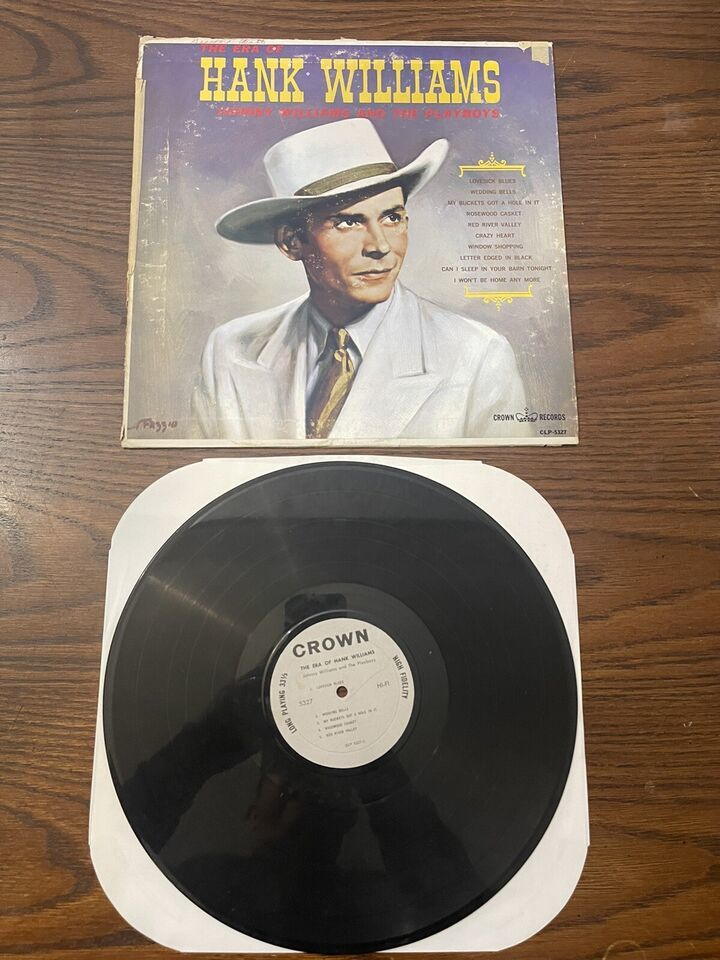 THE ERA OF
HANK WILLIAMS
JOHNNY WILLIAMS AND THE PLAYBOYS
LOVESICK BLUES
WEDDING BELLS
MY BUCKETS GOT A HOLE IN IT
ROSEWOOD CASKET
RED RIVER VALLEY
CRAZY HEART
WINDOW SHOPPING
LETTER EDGED IN BLACK
CAN I SLEEP IN YOUR BARN TONIGHT
I WON'T BE HOME ANY MORE
Fazzio
CROWN RECORDS
CLP-5327
CROWN
THE ERA OF HANK WILLIAMS
Johnny Williams and The Playboys
1. LOVESICK BLUES
5327
HI-FI
LONG PLAYING 33⅓
HIGH FIDELITY
2. WEDDING BELLS
3. MY BUCKETS GOT A HOLE IN IT
4. ROSEWOOD CASKET
5. RED RIVER VALLEY